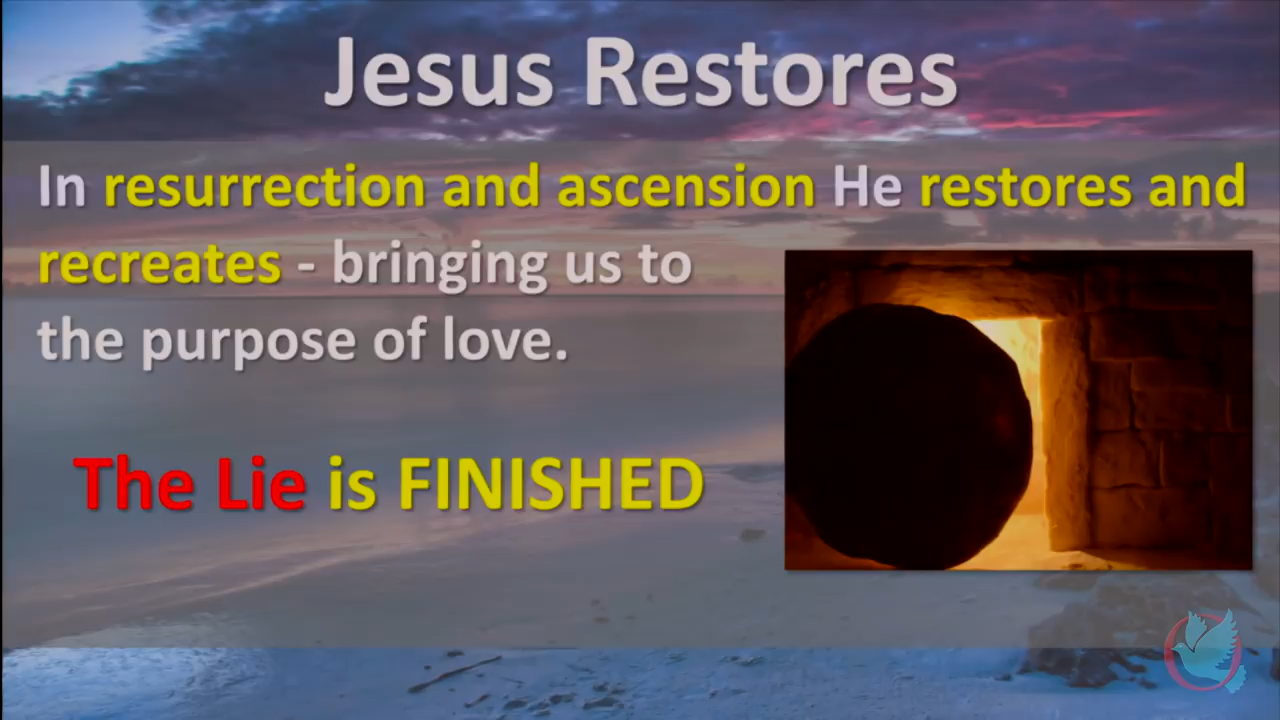 Jesus Restores
In resurrection and ascension He restores and
recreates - bringing us to
the purpose of love.
The Lie is FINISHED